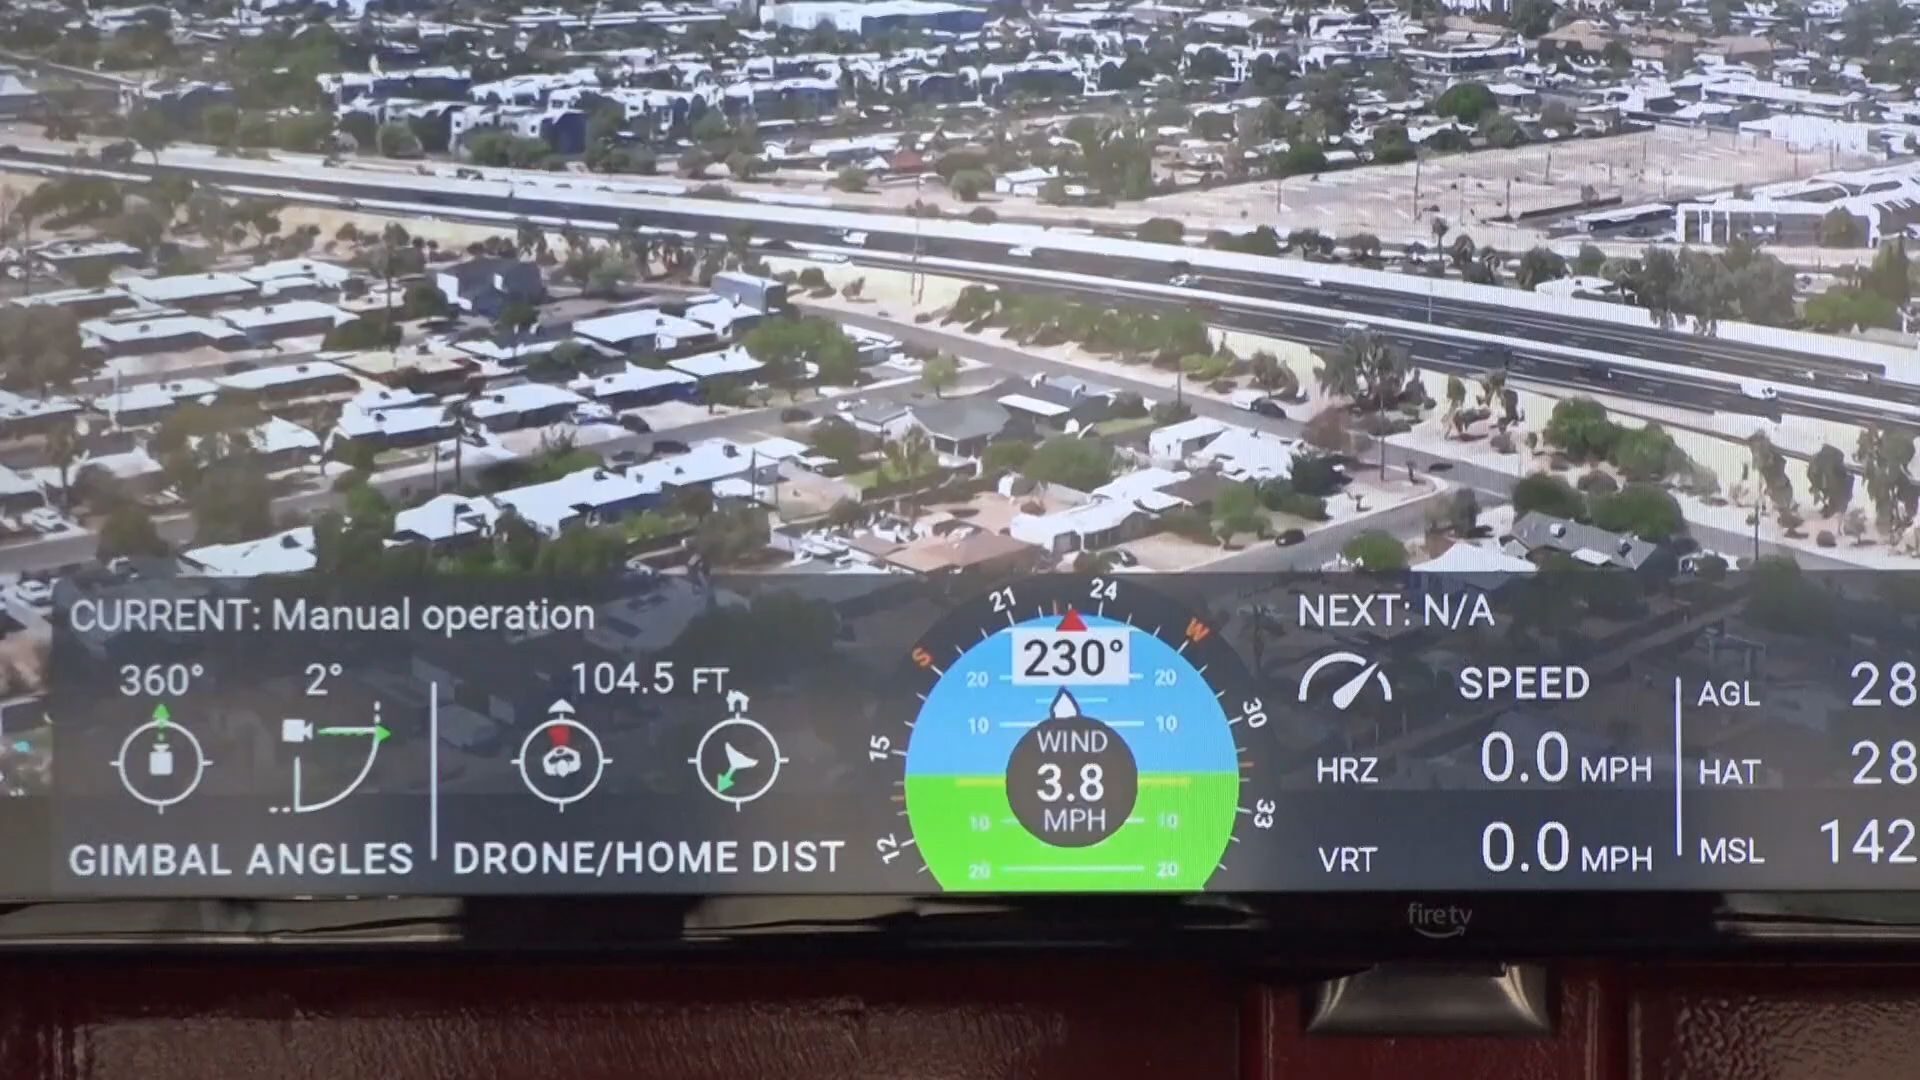 CURRENT: Manual operation
360°
2°
104.5 FT
GIMBAL ANGLES
DRONE/HOME DIST
S
21
24
W
30
33
15
12
230°
20
20
10
10
WIND
3.8
MPH
10
10
20
20
NEXT: N/A
SPEED
HRZ 0.0 MPH
VRT 0.0 MPH
AGL 28
HAT 28
MSL 142
firetv